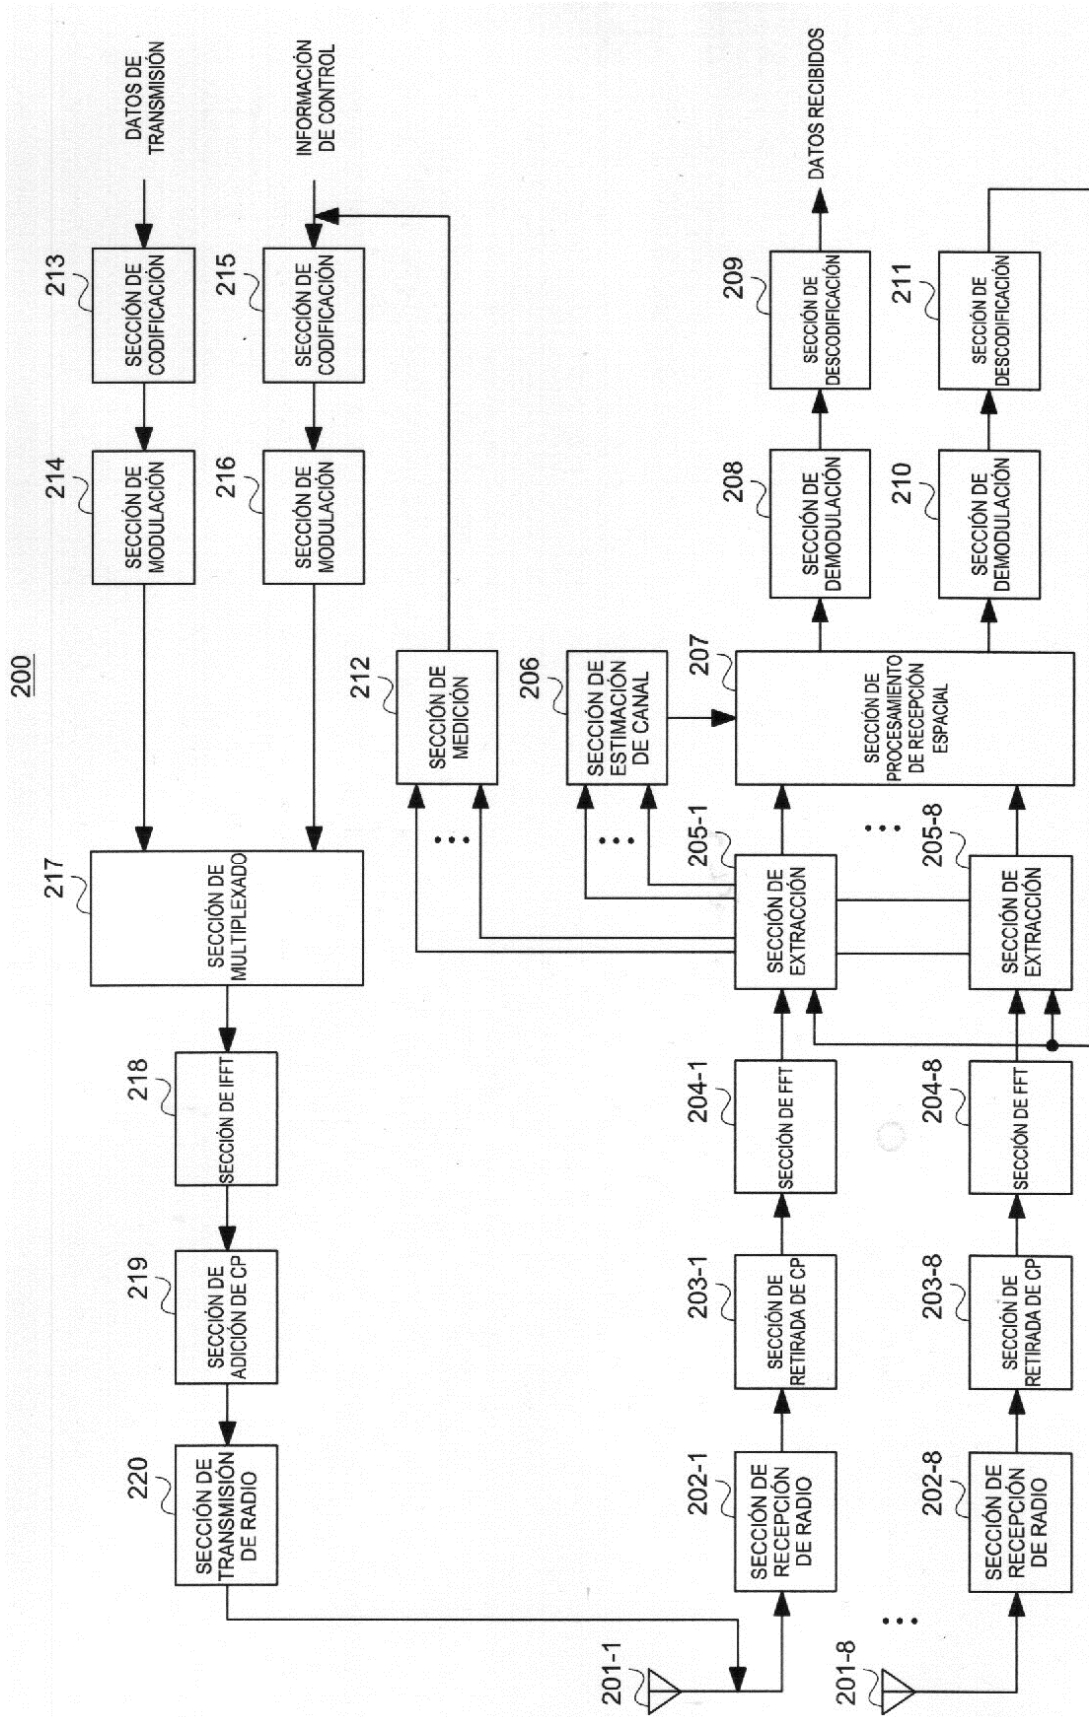 200
DATOS DE
TRANSMISIÓN
213
SECCIÓN DE
CODIFICACIÓN
214
SECCIÓN DE
MODULACIÓN
INFORMACIÓN
DE CONTROL
215
SECCIÓN DE
CODIFICACIÓN
216
SECCIÓN DE
MODULACIÓN
217
SECCIÓN DE
MULTIPLEXADO
218
SECCIÓN DE IFFT
219
SECCIÓN DE
ADICIÓN DE CP
220
SECCIÓN DE
TRANSMISIÓN
DE RADIO
212
SECCIÓN DE
MEDICIÓN
206
SECCIÓN DE
ESTIMACIÓN
DE CANAL
201-1
202-1
SECCIÓN DE
RECEPCIÓN
DE RADIO
203-1
SECCIÓN DE
RETIRADA DE CP
204-1
SECCIÓN DE FFT
205-1
SECCIÓN DE
EXTRACCIÓN
207
SECCIÓN DE
PROCESAMIENTO
DE RECEPCIÓN
ESPACIAL
208
SECCIÓN DE
DEMODULACIÓN
209
SECCIÓN DE
DESCODIFICACIÓN
DATOS RECIBIDOS
201-8
202-8
SECCIÓN DE
RECEPCIÓN
DE RADIO
203-8
SECCIÓN DE
RETIRADA DE CP
204-8
SECCIÓN DE FFT
205-8
SECCIÓN DE
EXTRACCIÓN
210
SECCIÓN DE
DEMODULACIÓN
211
SECCIÓN DE
DESCODIFICACIÓN